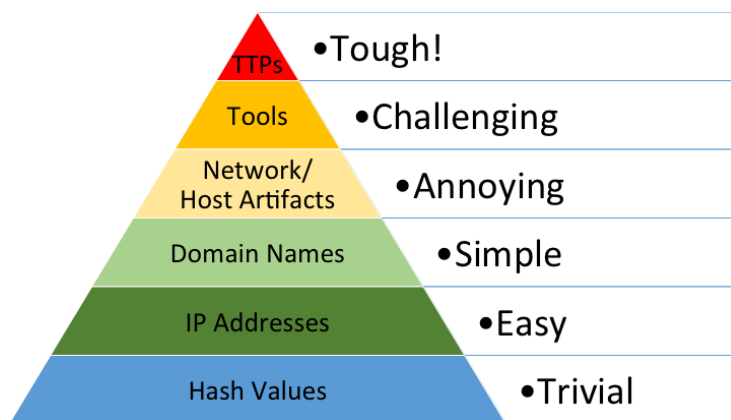 TTPs
•Tough!
Tools
•Challenging
Network/
Host Artifacts
•Annoying
Domain Names
•Simple
IP Addresses
•Easy
Hash Values
•Trivial